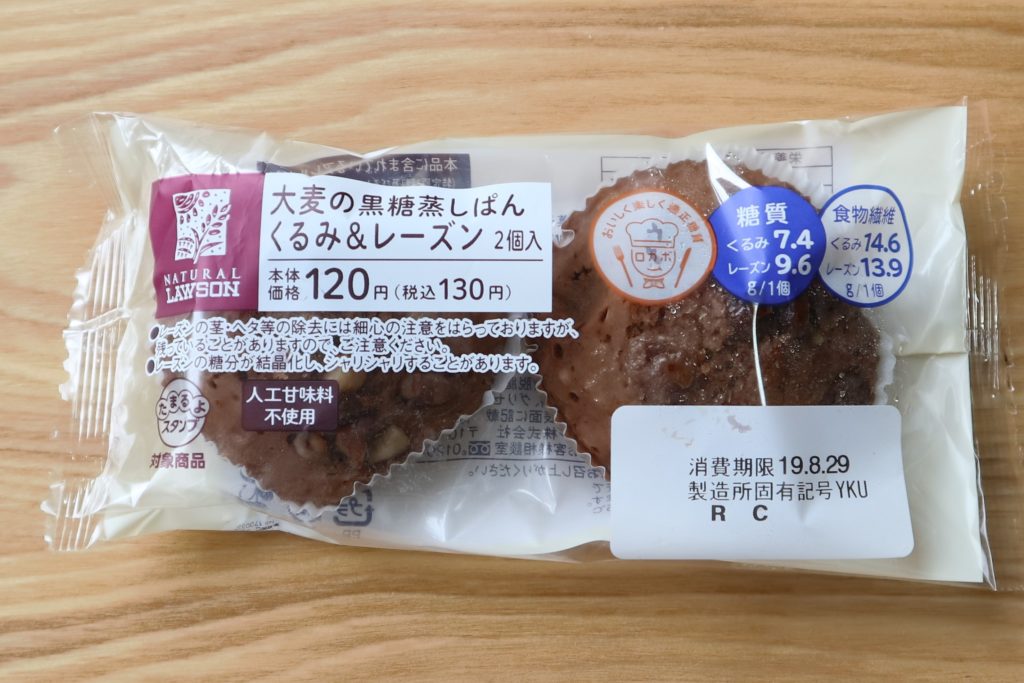 NATURAL
LAWSON
大麦の黒糖蒸しぱん
くるみ&レーズン 2個入
本体
価格 120円(税込130円)
おいしく楽しく適正糖質
ロカボ
糖質
くるみ 7.4
レーズン 9.6
g/1個
食物繊維
くるみ 14.6
レーズン 13.9
g/1個
●レーズンの茎・ヘタ等の除去には細心の注意をはらっておりますが、
残っていることがありますので、ご注意ください。
●レーズンの糖分が結晶化し、シャリシャリすることがあります。
人工甘味料
不使用
たまるよ
スタンプ
対象商品
消費期限 19.8.29
製造所固有記号YKU
R C